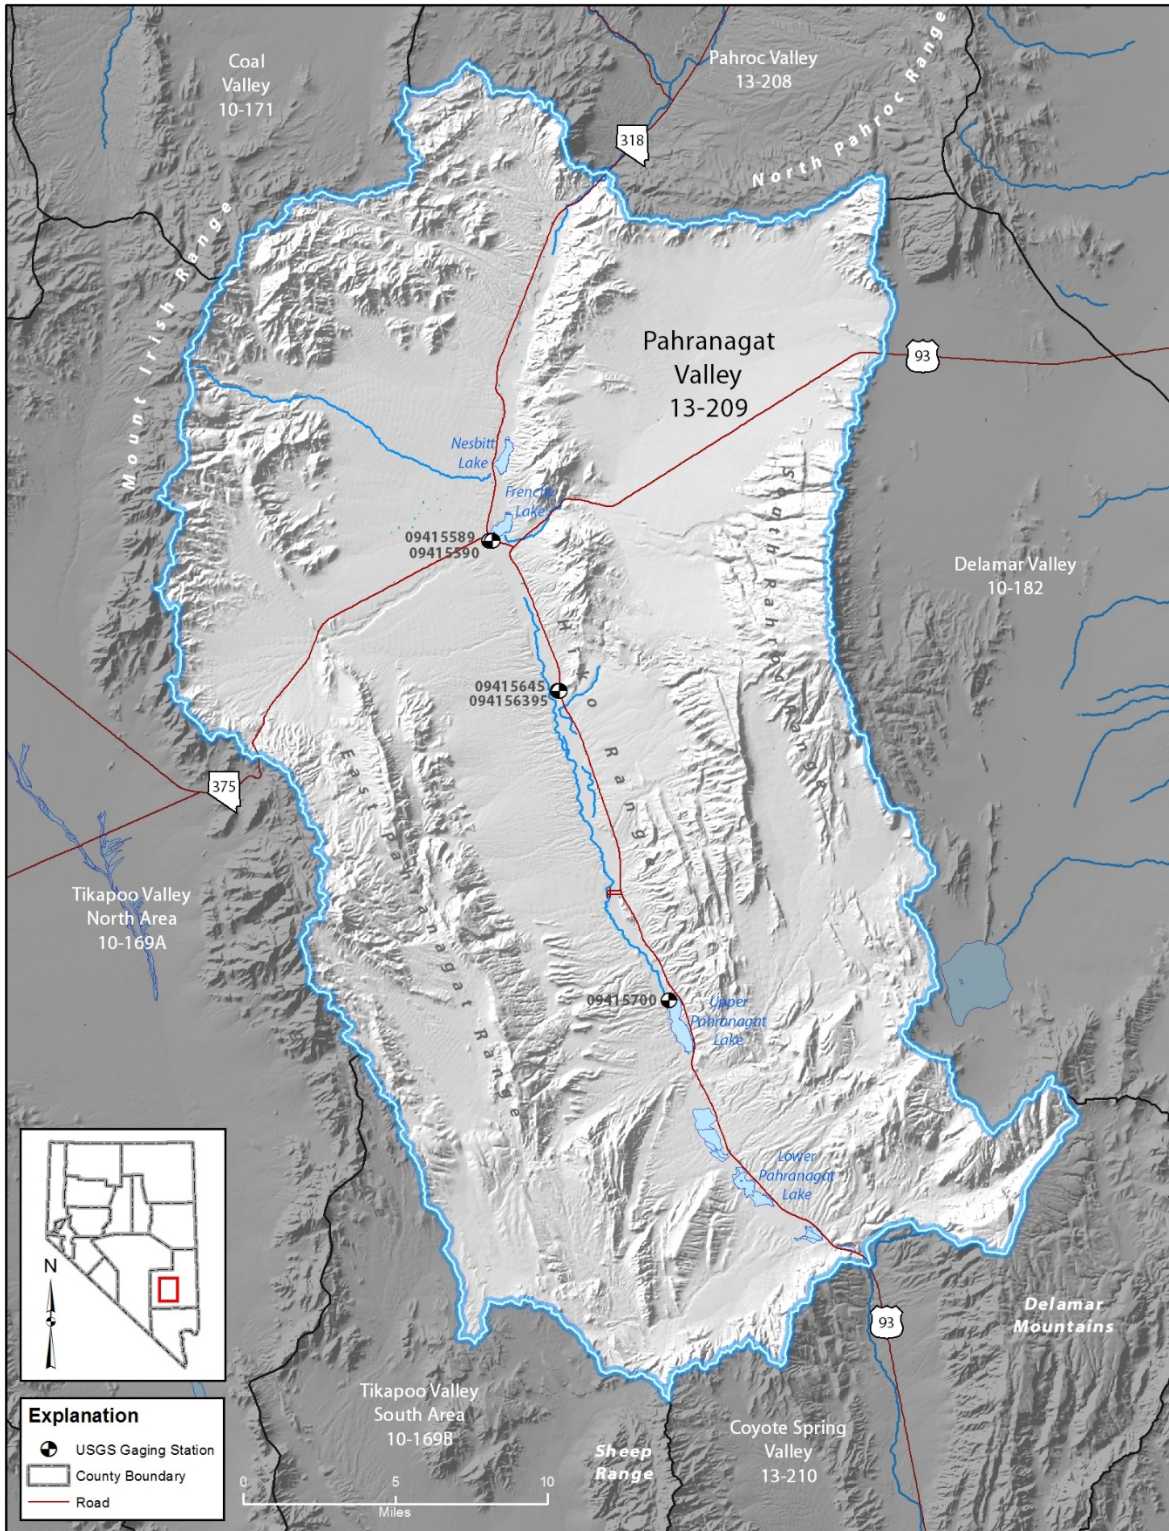 Coal
Valley
10-171
Pahroc Valley
13-208
318
North Pahroc Range
Mount Irish Range
Pahranagat
Valley
13-209
93
Nesbitt
Lake
Frenchy
Lake
09415589
09415590
South Pahroc Range
Delamar Valley
10-182
Hiko Range
09415645
094156395
East Pahranagat Range
375
Tikapoo Valley
North Area
10-169A
09415700
Upper
Pahranagat
Lake
Lower
Pahranagat
Lake
N
93
Delamar
Mountains
Tikapoo Valley
South Area
10-169B
Sheep
Range
Coyote Spring
Valley
13-210
Explanation
USGS Gaging Station
County Boundary
Road
0 5 10
Miles